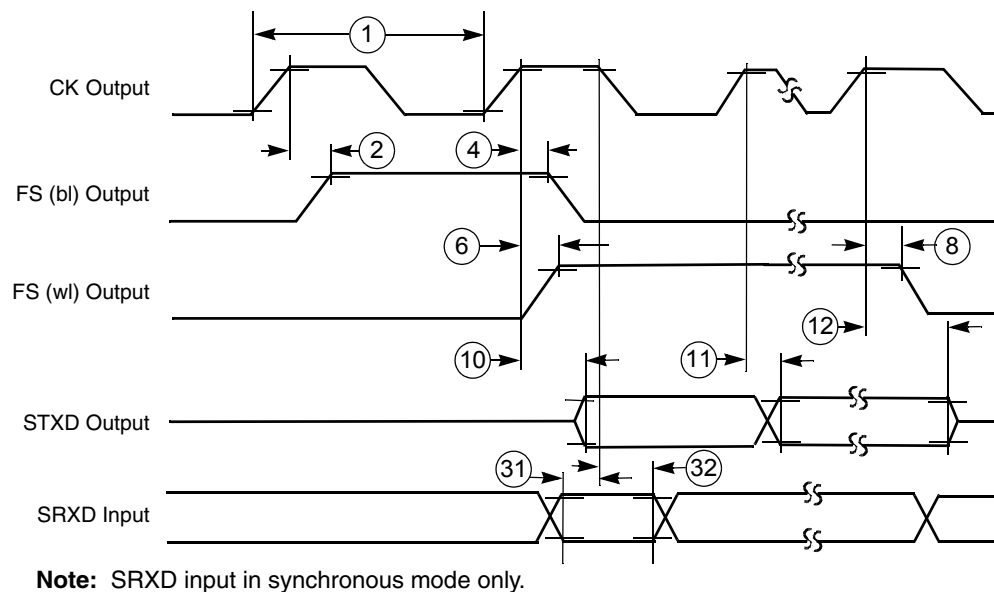 1
CK Output
2
4
FS (bl) Output
6
8
FS (wl) Output
12
10
11
STXD Output
31
32
SRXD Input
Note: SRXD input in synchronous mode only.